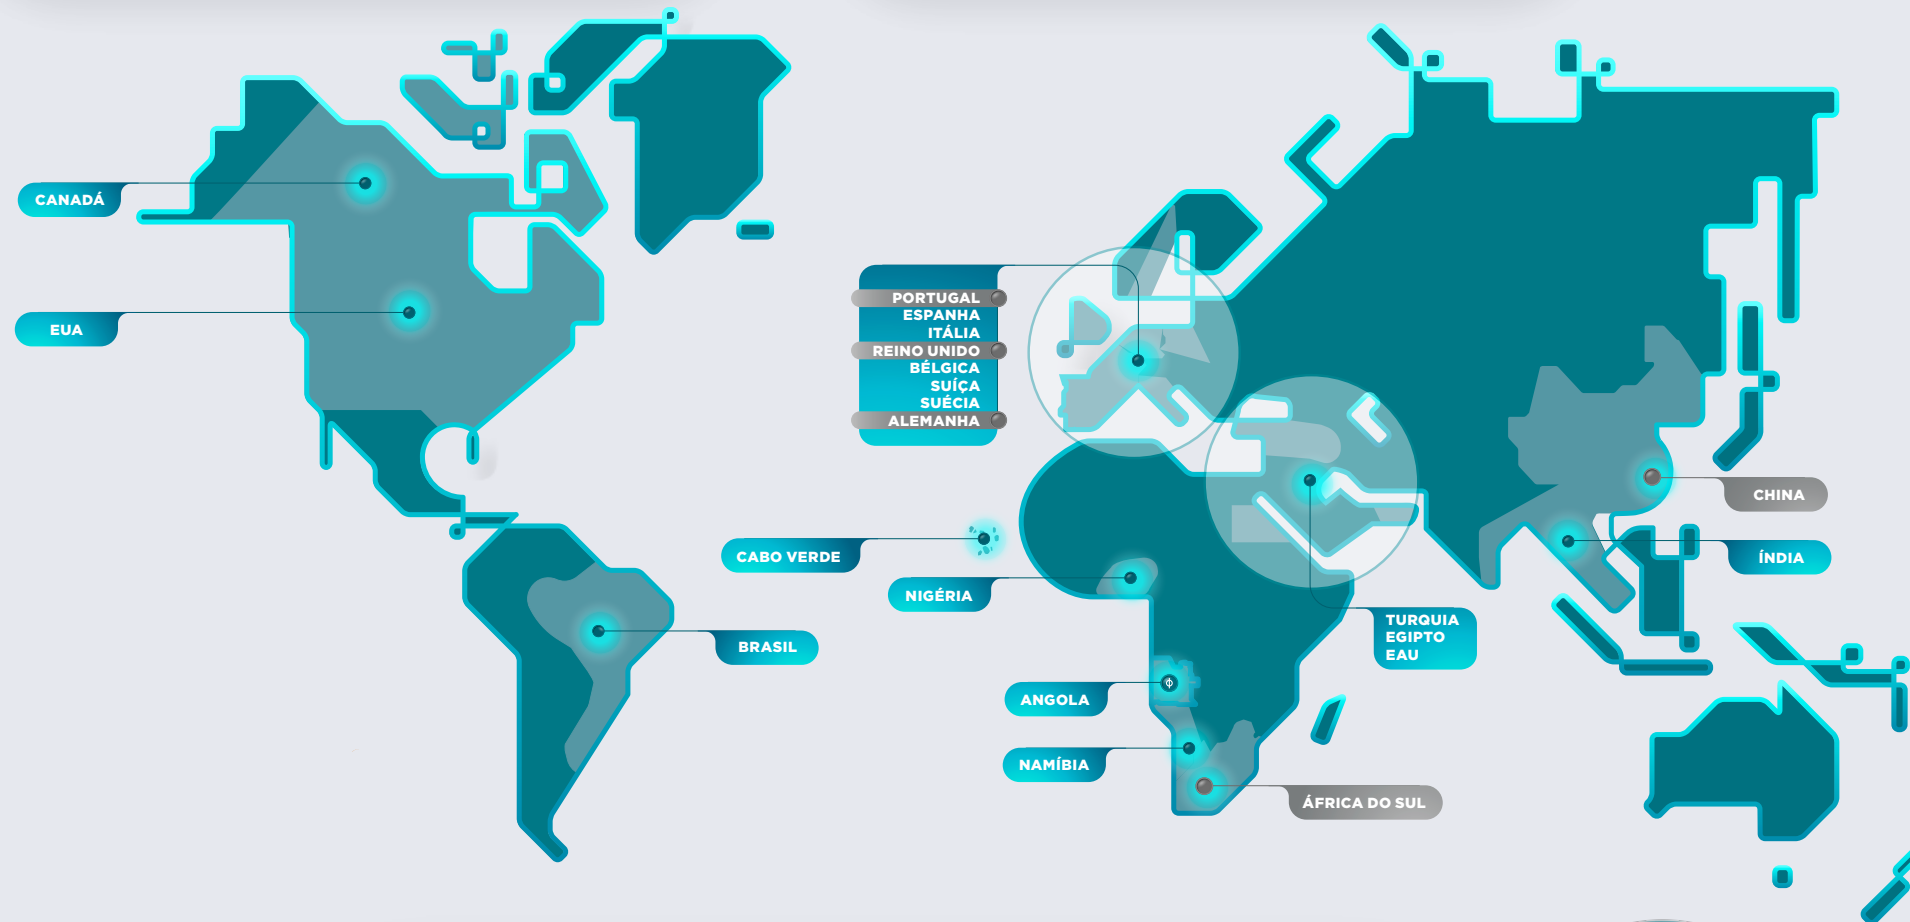 CANADÁ
EUA
PORTUGAL
ESPANHA
ITÁLIA
REINO UNIDO
BÉLGICA
SUÍÇA
SUÉCIA
ALEMANHA
CHINA
ÍNDIA
CABO VERDE
NIGÉRIA
TURQUIA
EGIPTO
EAU
BRASIL
ANGOLA
NAMÍBIA
ÁFRICA DO SUL